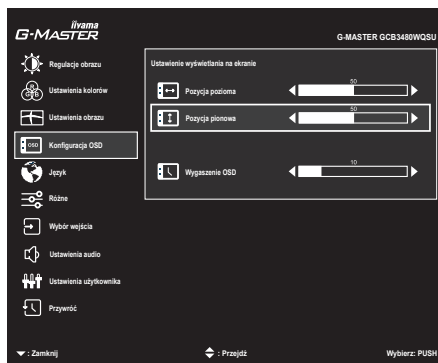 iiyama
G-MASTER
G-MASTER GCB3480WQSU
Regulacje obrazu
Ustawienia kolorów
R
G B
Ustawienia obrazu
OSD
Konfiguracja OSD
Język
Różne
Wybór wejścia
Ustawienia audio
Ustawienia użytkownika
Przywróć
Ustawienie wyświetlania na ekranie
Pozycja pozioma
50
Pozycja pionowa
50
Wygaszenie OSD
10
: Zamknij
: Przejdź
Wybierz: PUSH